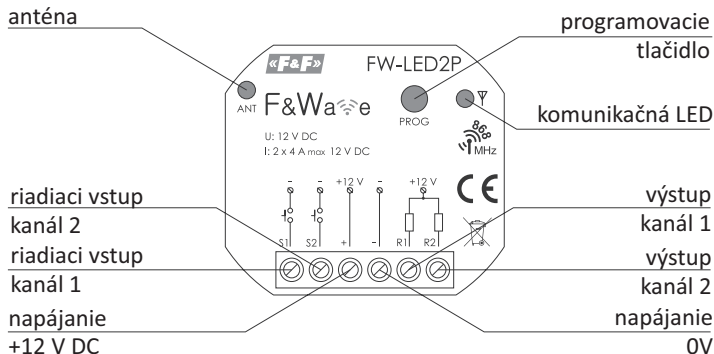 anténa
programovacie
tlačidlo
«F&F»
FW-LED2P
ANT
F&Wave
PROG
komunikačná LED
868
MHz
U: 12 V DC
I: 2 x 4 A max 12 V DC
- - +12 V - +12 V
CE
riadiaci vstup
kanál 2
výstup
kanál 1
S1 S2 + - R1 R2
riadiaci vstup
kanál 1
výstup
kanál 2
napájanie
+12 V DC
napájanie
0V